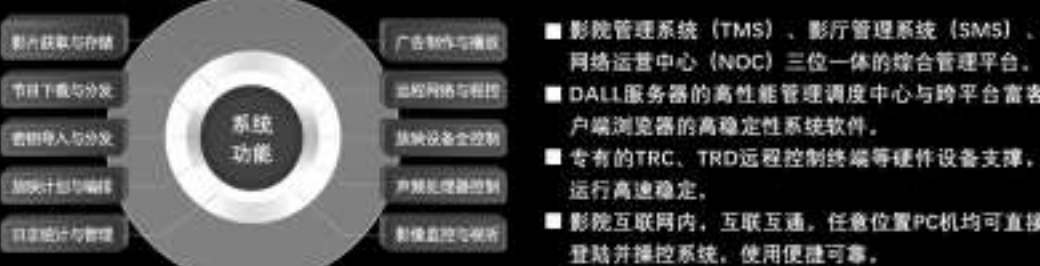 影片获取与存储
节目下载与分发
密钥导入与分发
放映计划与编排
日志统计与管理
系统
功能
广告制作与播放
远程网络与程控
放映设备全控制
声频处理器控制
影像监控与视听
■ 影院管理系统（TMS）、影厅管理系统（SMS）、
网络运营中心（NOC）三位一体的综合管理平台。
■ DALL服务器的高性能管理调度中心与跨平台富客
户端浏览器的高稳定性系统软件。
■ 专有的TRC、TRD远程控制终端等硬件设备支撑，
运行高速稳定。
■ 影院互联网内，互联互通，任意位置PC机均可直接
登陆并操控系统，使用便捷可靠。